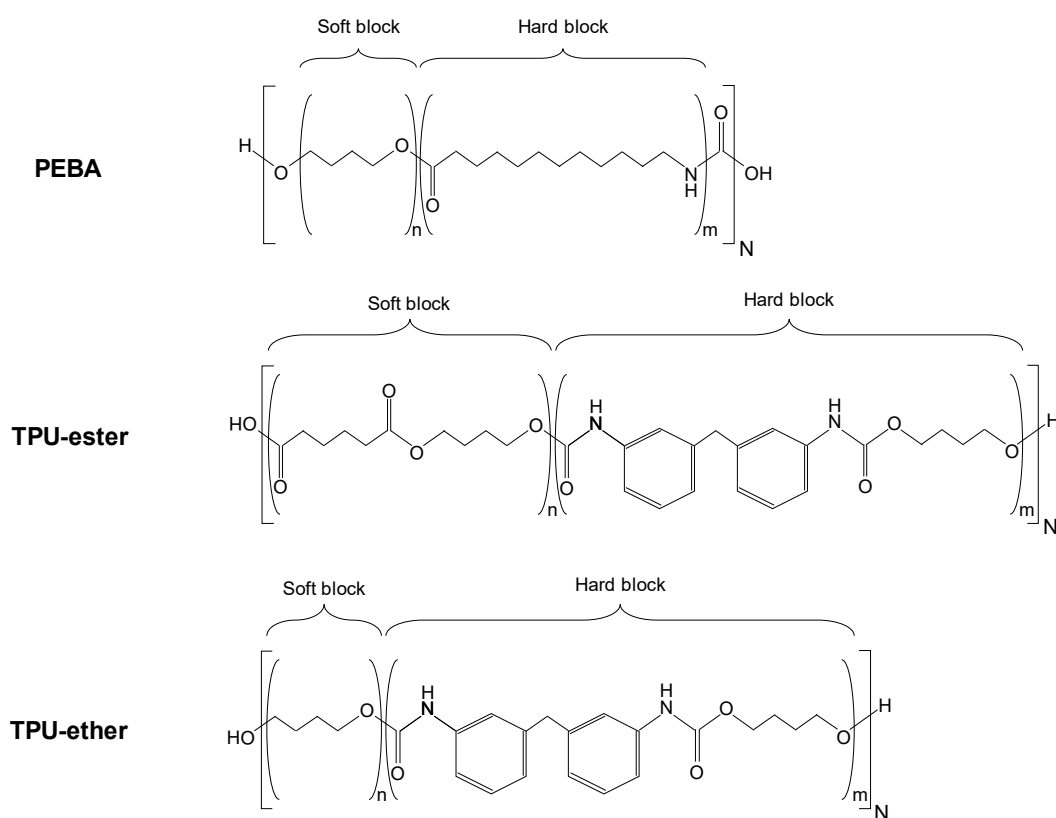 Soft block Hard block
PEBA
H O O O N H O OH
n m N
Soft block Hard block
TPU-ester
HO O O O O O N H N H O O O H
n m N
Soft block Hard block
TPU-ether
HO O O N H N H O O O H
n m N